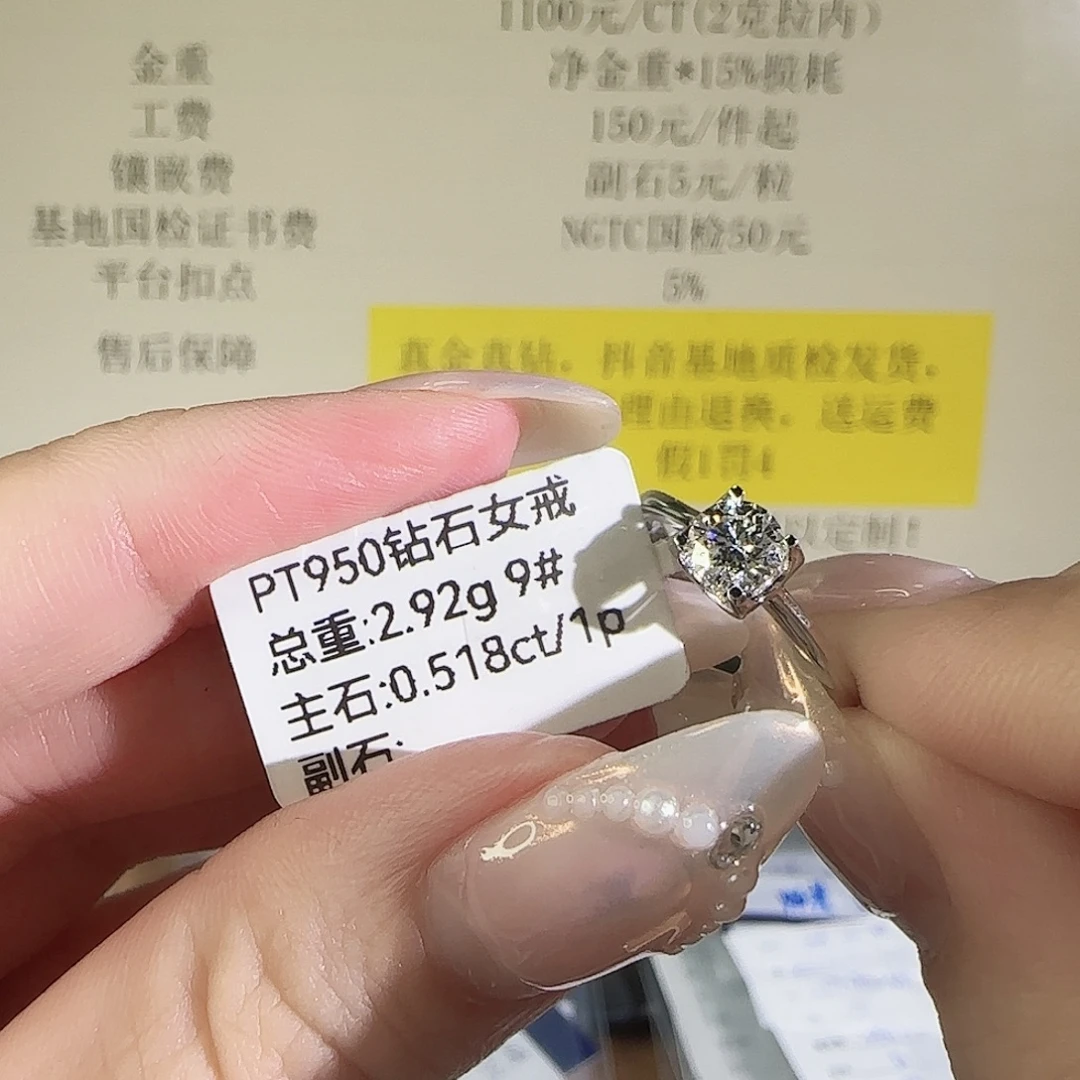 1100元/CT(2克拉内)
金重 净金重*15%损耗
工费 150元/件起
镶嵌费 副石5元/粒
基地国检证书费 NGTC国检50元
平台扣点 5%
售后保障 真金真钻，抖音基地质检发货，
理由退换，送运费
假1罚4
以定制！
PT950钻石女戒
总重:2.92g 9#
主石:0.518ct/1p
副石: